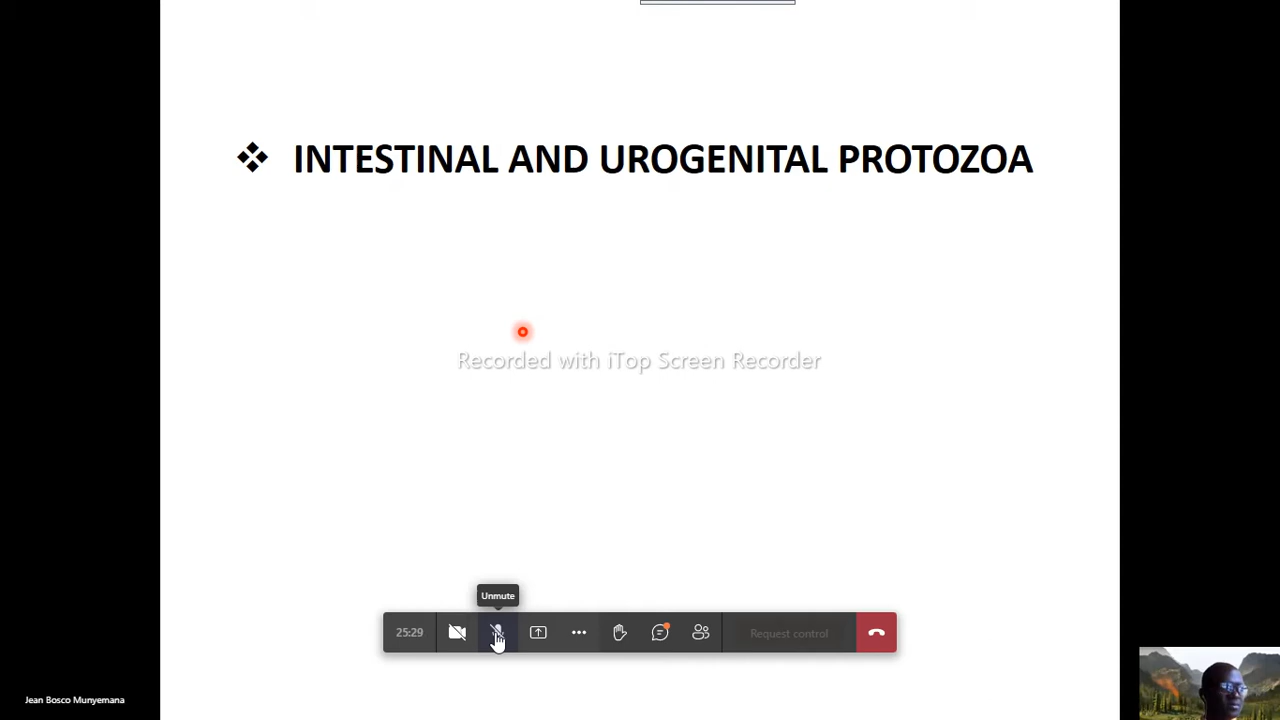 ❖ INTESTINAL AND UROGENITAL PROTOZOA
Recorded with iTop Screen Recorder
Unmute
25:29
Request control
Jean Bosco Munyemana